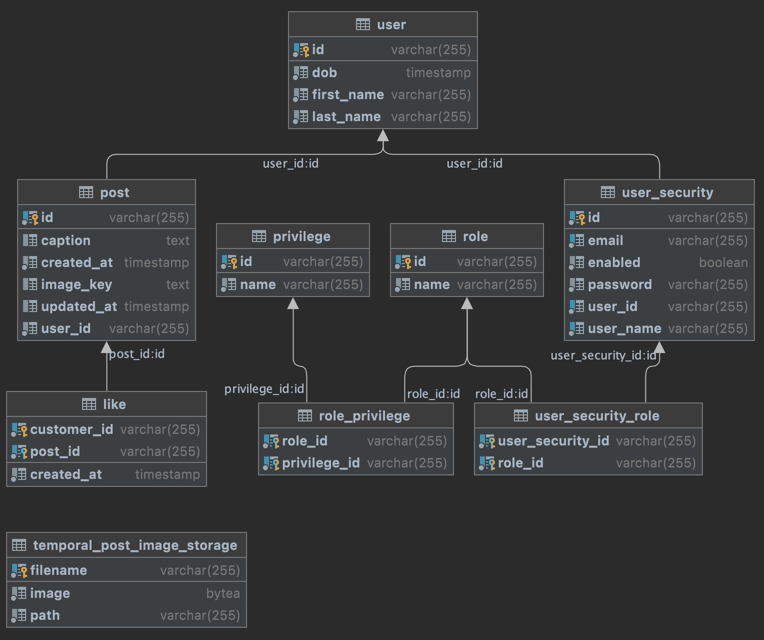 user
id varchar(255)
dob timestamp
first_name varchar(255)
last_name varchar(255)
user_id:id
user_id:id
post
id varchar(255)
caption text
created_at timestamp
image_key text
updated_at timestamp
user_id varchar(255)
privilege
id varchar(255)
name varchar(255)
role
id varchar(255)
name varchar(255)
user_security
id varchar(255)
email varchar(255)
enabled boolean
password varchar(255)
user_id varchar(255)
user_name varchar(255)
post_id:id
privilege_id:id
role_id:id
role_id:id
user_security_id:id
like
customer_id varchar(255)
post_id varchar(255)
created_at timestamp
role_privilege
role_id varchar(255)
privilege_id varchar(255)
user_security_role
user_security_id varchar(255)
role_id varchar(255)
temporal_post_image_storage
filename varchar(255)
image bytea
path varchar(255)